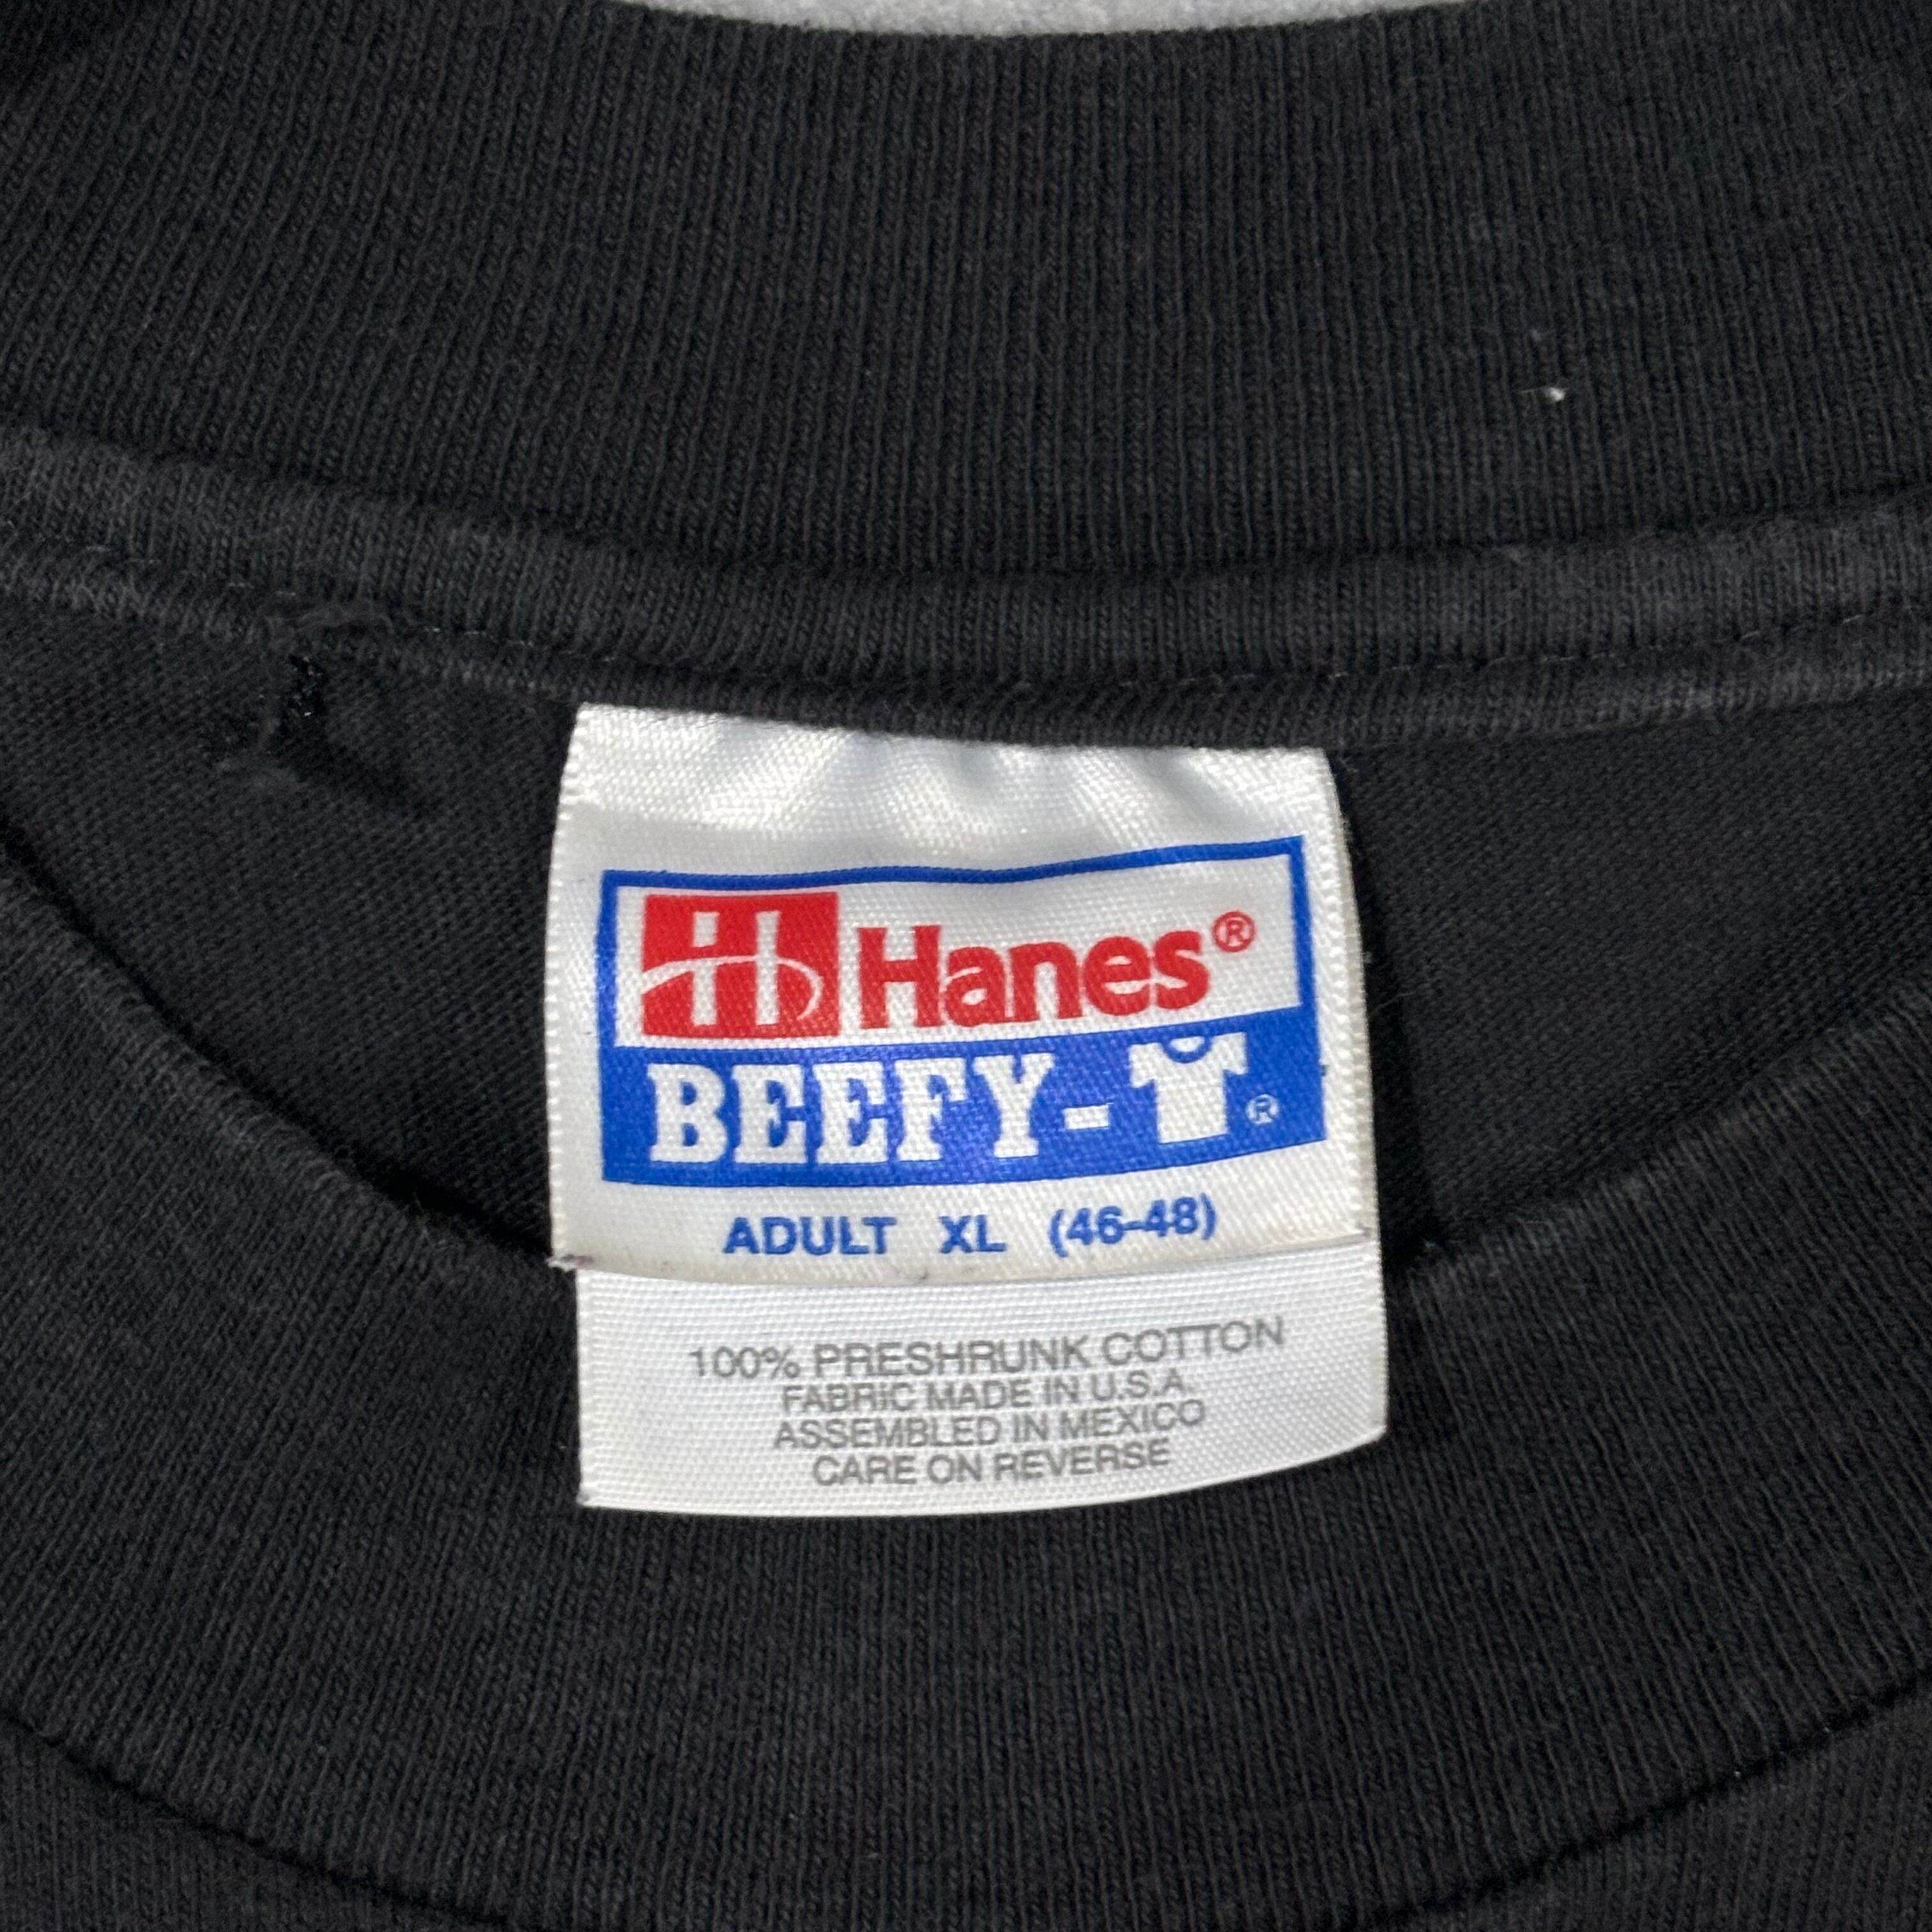 H Hanes®
BEEFY-T®
ADULT XL (46-48)
100% PRESHRUNK COTTON
FABRIC MADE IN U.S.A.
ASSEMBLED IN MEXICO
CARE ON REVERSE